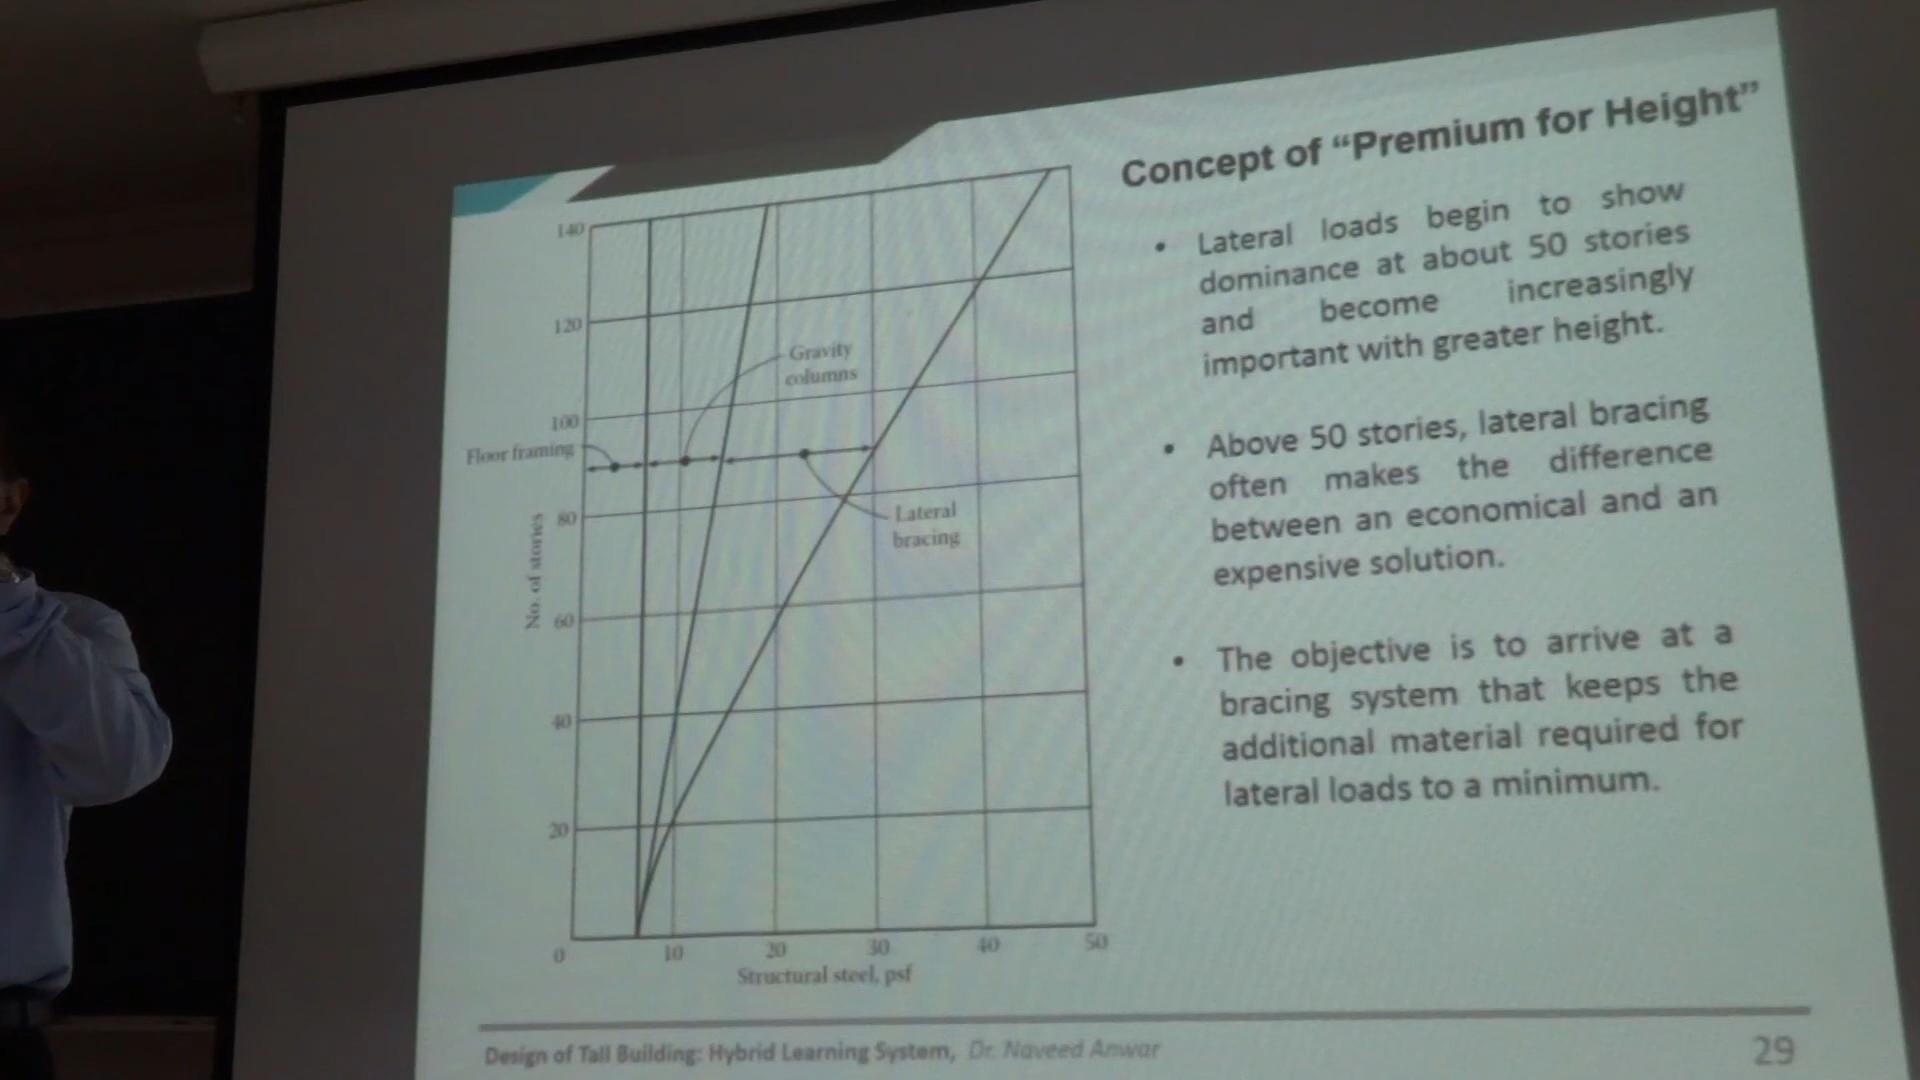 Concept of “Premium for Height”
• Lateral loads begin to show
dominance at about 50 stories
and become increasingly
important with greater height.
• Above 50 stories, lateral bracing
often makes the difference
between an economical and an
expensive solution.
• The objective is to arrive at a
bracing system that keeps the
additional material required for
lateral loads to a minimum.
140
120
100
80
60
40
20
0
10
20
30
40
50
No. of stories
Structural steel, psf
Floor framing
Gravity
columns
Lateral
bracing
Design of Tall Building: Hybrid Learning System, Dr. Naveed Anwar
29